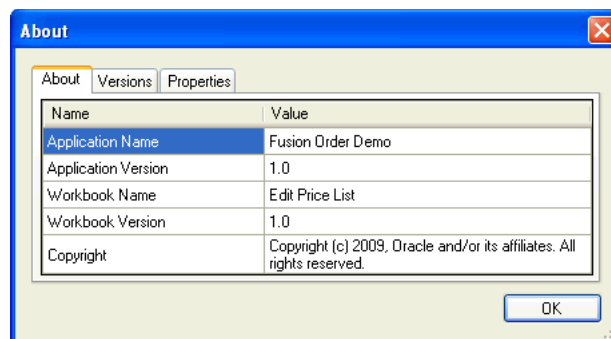 About
About Versions Properties
Name Value
Application Name Fusion Order Demo
Application Version 1.0
Workbook Name Edit Price List
Workbook Version 1.0
Copyright Copyright (c) 2009, Oracle and/or its affiliates. All
rights reserved.
OK